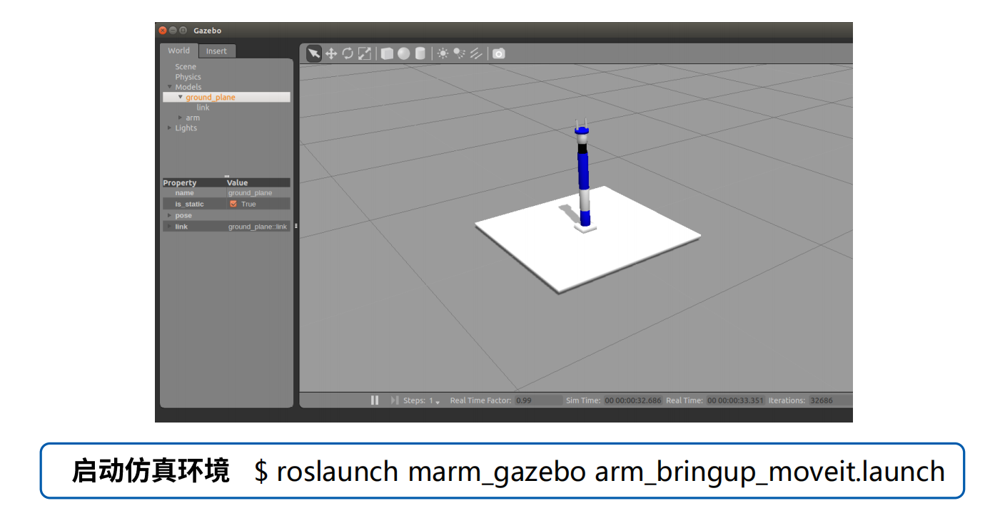 Gazebo
World Insert
Scene
Physics
Models
ground_plane
link
arm
Lights
Property Value
name ground_plane
is_static True
pose
link ground_plane::link
Steps: 1 Real Time Factor: 0.99 Sim Time: 00 00:00:32.686 Real Time: 00 00:00:33.351 Iterations: 32686
启动仿真环境 $ roslaunch marm_gazebo arm_bringup_moveit.launch